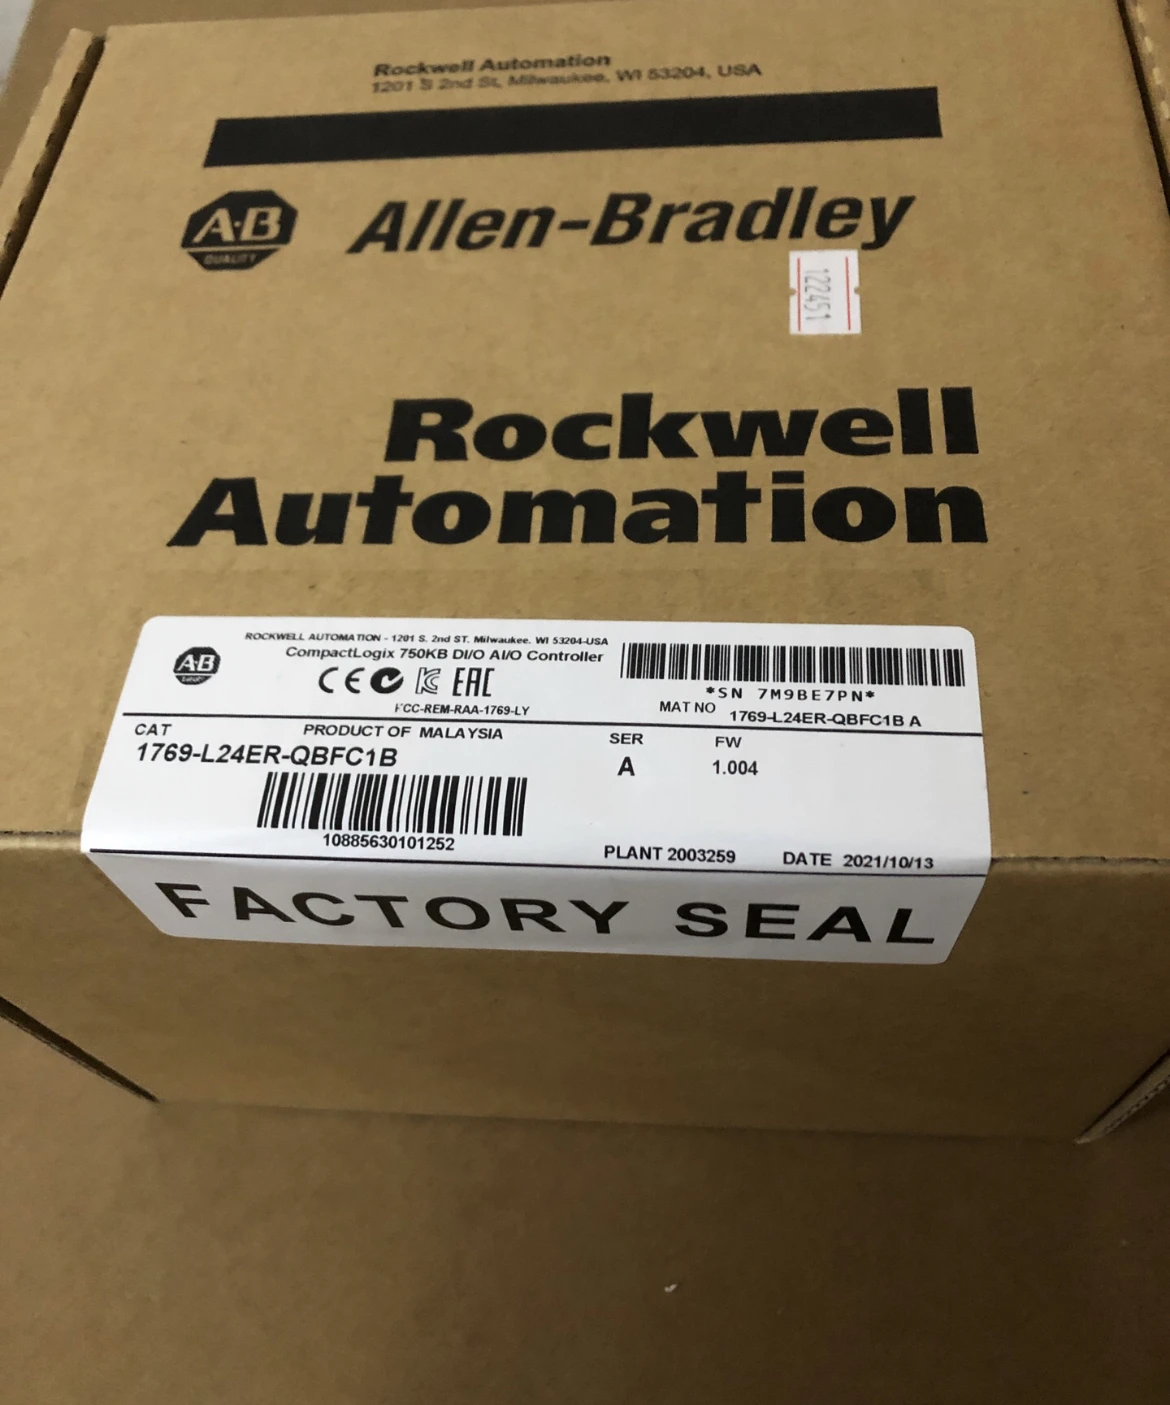 Rockwell Automation
1201 S 2nd St, Milwaukee, WI 53204, USA
A·B
QUALITY
Allen-Bradley
122451
Rockwell
Automation
A·B
ROCKWELL AUTOMATION - 1201 S. 2nd ST. Milwaukee. WI 53204-USA
CompactLogix 750KB DI/O AI/O Controller
CE EAC
FCC-REM-RAA-1769-LY
*SN 7M9BE7PN*
MAT NO 1769-L24ER-QBFC1B A
CAT PRODUCT OF MALAYSIA SER FW
1769-L24ER-QBFC1B A 1.004
10885630101252
PLANT 2003259 DATE 2021/10/13
FACTORY SEAL